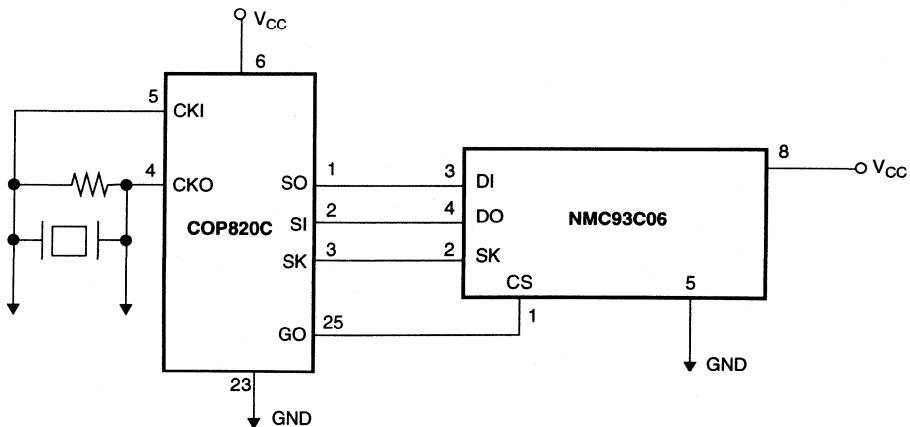 VCC
6
5
CKI
4
CKO
COP820C
SO
1
SI
2
SK
3
GO
25
23
GND
3
DI
4
DO
2
SK
NMC93C06
CS
1
5
GND
8
VCC